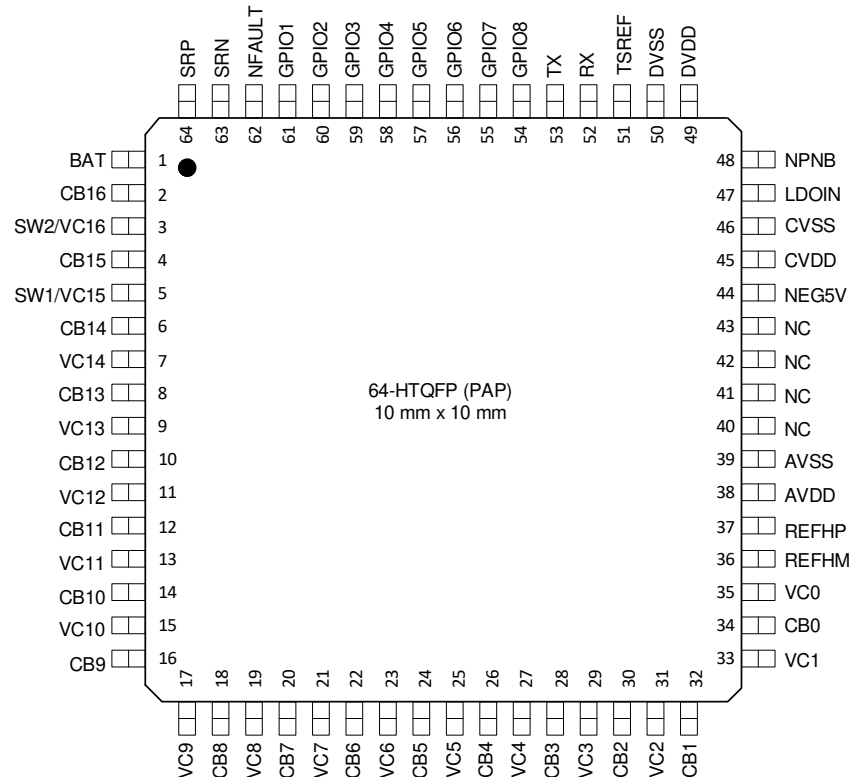 SRP
SRN
NFAULT
GPIO1
GPIO2
GPIO3
GPIO4
GPIO5
GPIO6
GPIO7
GPIO8
TX
RX
TSREF
DVSS
DVDD
64
63
62
61
60
59
58
57
56
55
54
53
52
51
50
49
BAT 1
CB16 2
SW2/VC16 3
CB15 4
SW1/VC15 5
CB14 6
VC14 7
CB13 8
VC13 9
CB12 10
VC12 11
CB11 12
VC11 13
CB10 14
VC10 15
CB9 16
64-HTQFP (PAP)
10 mm x 10 mm
48 NPNB
47 LDOIN
46 CVSS
45 CVDD
44 NEG5V
43 NC
42 NC
41 NC
40 NC
39 AVSS
38 AVDD
37 REFHP
36 REFHM
35 VC0
34 CB0
33 VC1
17
18
19
20
21
22
23
24
25
26
27
28
29
30
31
32
VC9
CB8
VC8
CB7
VC7
CB6
VC6
CB5
VC5
CB4
VC4
CB3
VC3
CB2
VC2
CB1